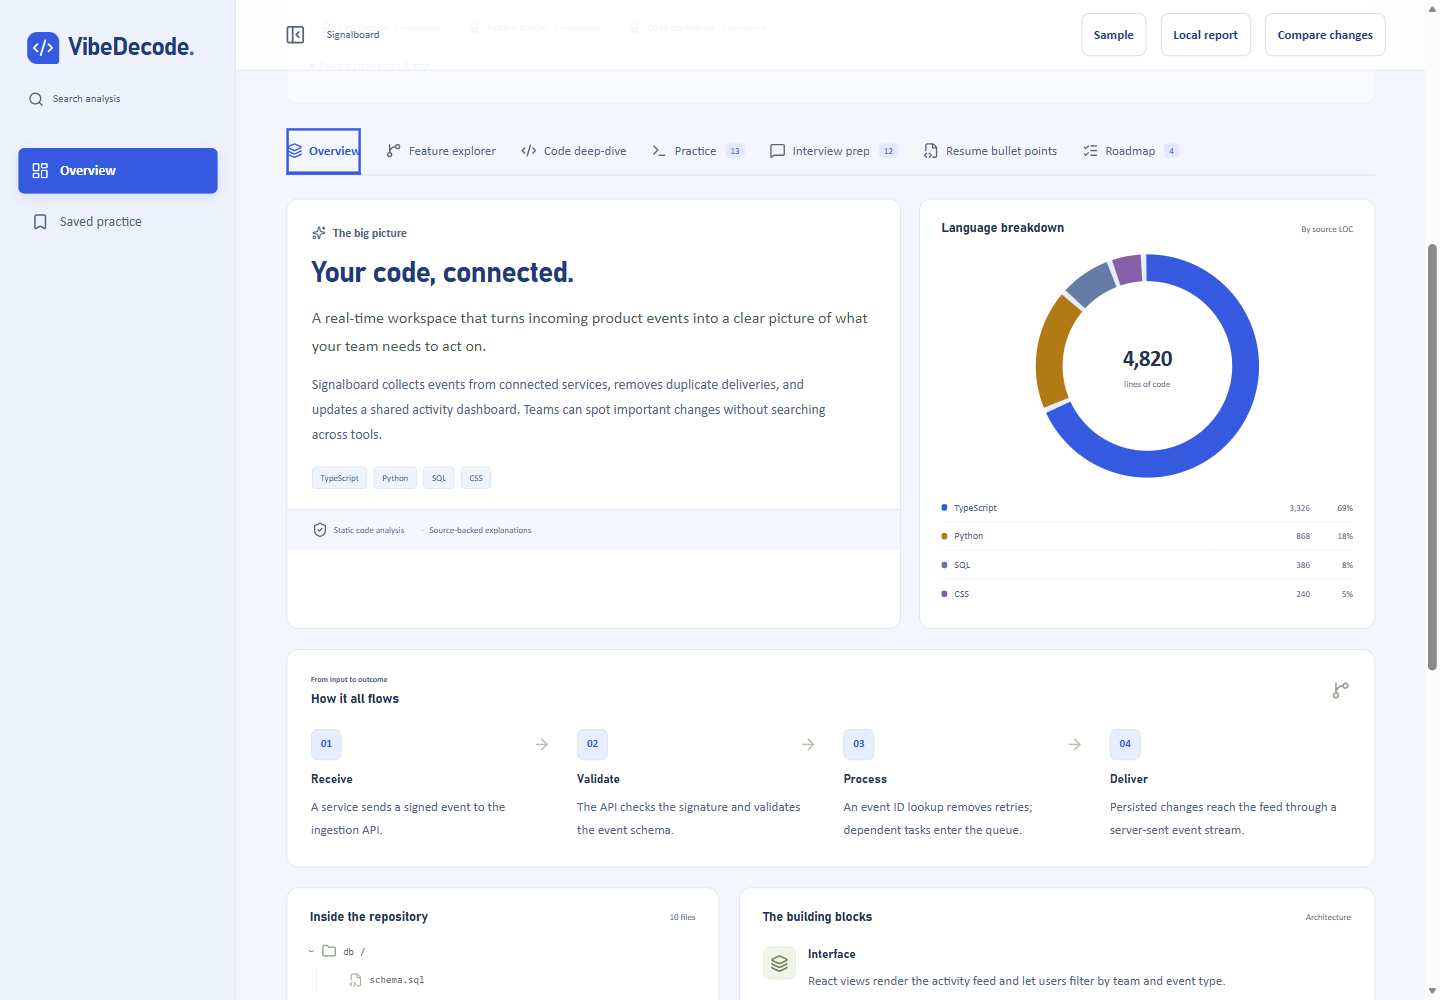 VibeDecode.
Search analysis
Overview
Saved practice
Signalboard
Sample
Local report
Compare changes
Overview
Feature explorer
Code deep-dive
Practice 13
Interview prep 12
Resume bullet points
Roadmap 4
The big picture
Your code, connected.
A real-time workspace that turns incoming product events into a clear picture of what
your team needs to act on.
Signalboard collects events from connected services, removes duplicate deliveries, and
updates a shared activity dashboard. Teams can spot important changes without searching
across tools.
TypeScript
Python
SQL
CSS
Static code analysis · Source-backed explanations
Language breakdown
By source LOC
4,820
lines of code
TypeScript 3,326 69%
Python 868 18%
SQL 386 8%
CSS 240 5%
From input to outcome
How it all flows
01
Receive
A service sends a signed event to the
ingestion API.
02
Validate
The API checks the signature and validates
the event schema.
03
Process
An event ID lookup removes retries;
dependent tasks enter the queue.
04
Deliver
Persisted changes reach the feed through a
server-sent event stream.
Inside the repository
10 files
db /
schema.sql
The building blocks
Architecture
Interface
React views render the activity feed and let users filter by team and event type.